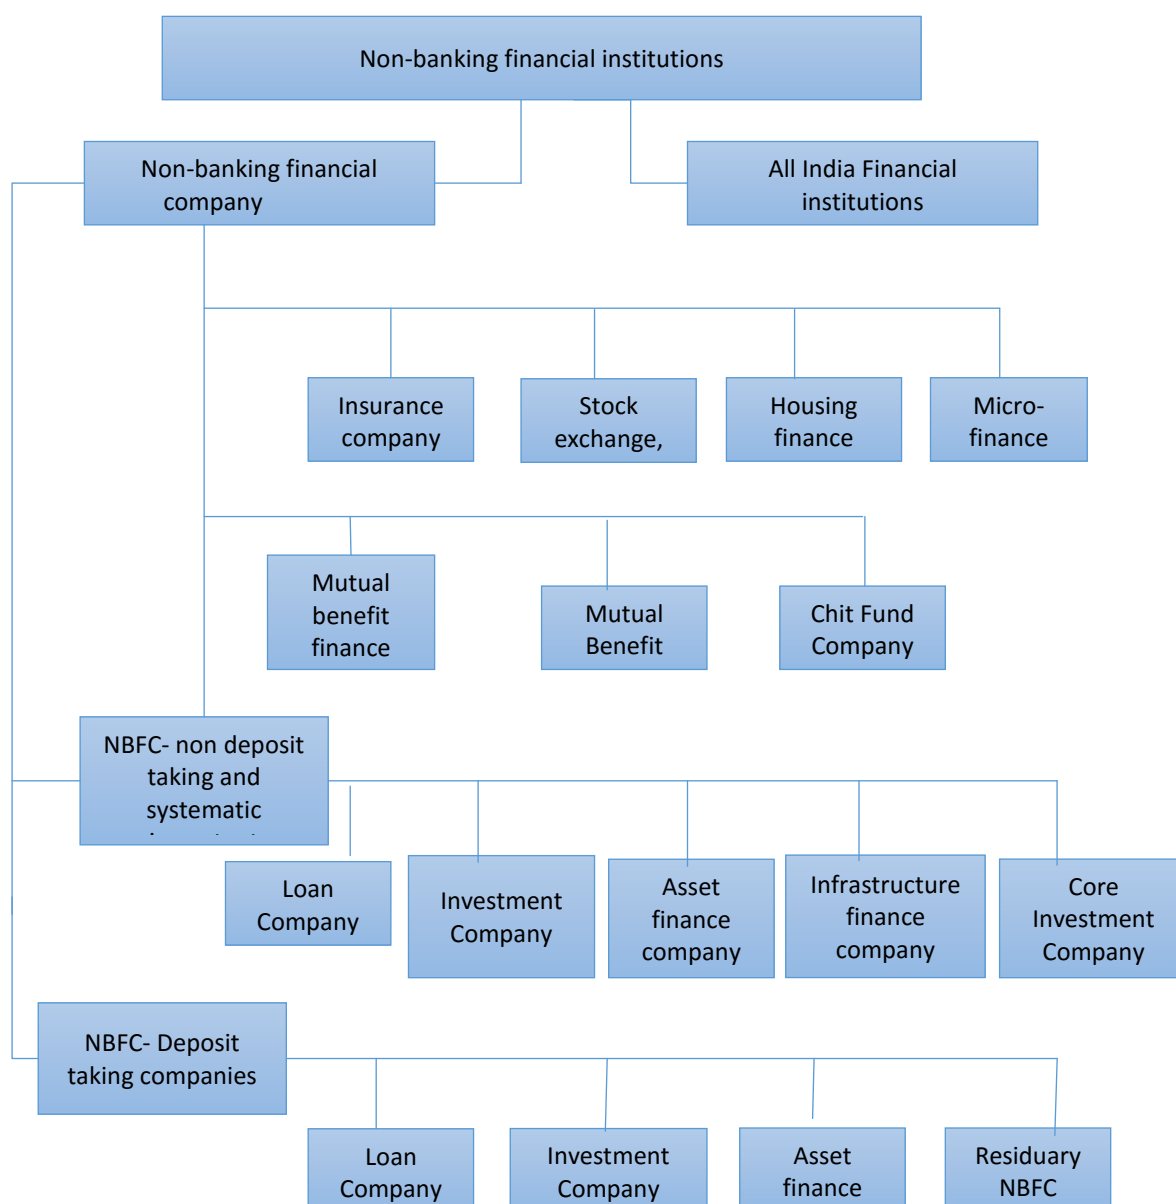 Non-banking financial institutions
Non-banking financial
company
All India Financial
institutions
Insurance
company
Stock
exchange,
Housing
finance
Micro-
finance
Mutual
benefit
finance
Mutual
Benefit
Chit Fund
Company
NBFC- non deposit
taking and
systematic
Loan
Company
Investment
Company
Asset
finance
company
Infrastructure
finance
company
Core
Investment
Company
NBFC- Deposit
taking companies
Loan
Company
Investment
Company
Asset
finance
Residuary
NBFC